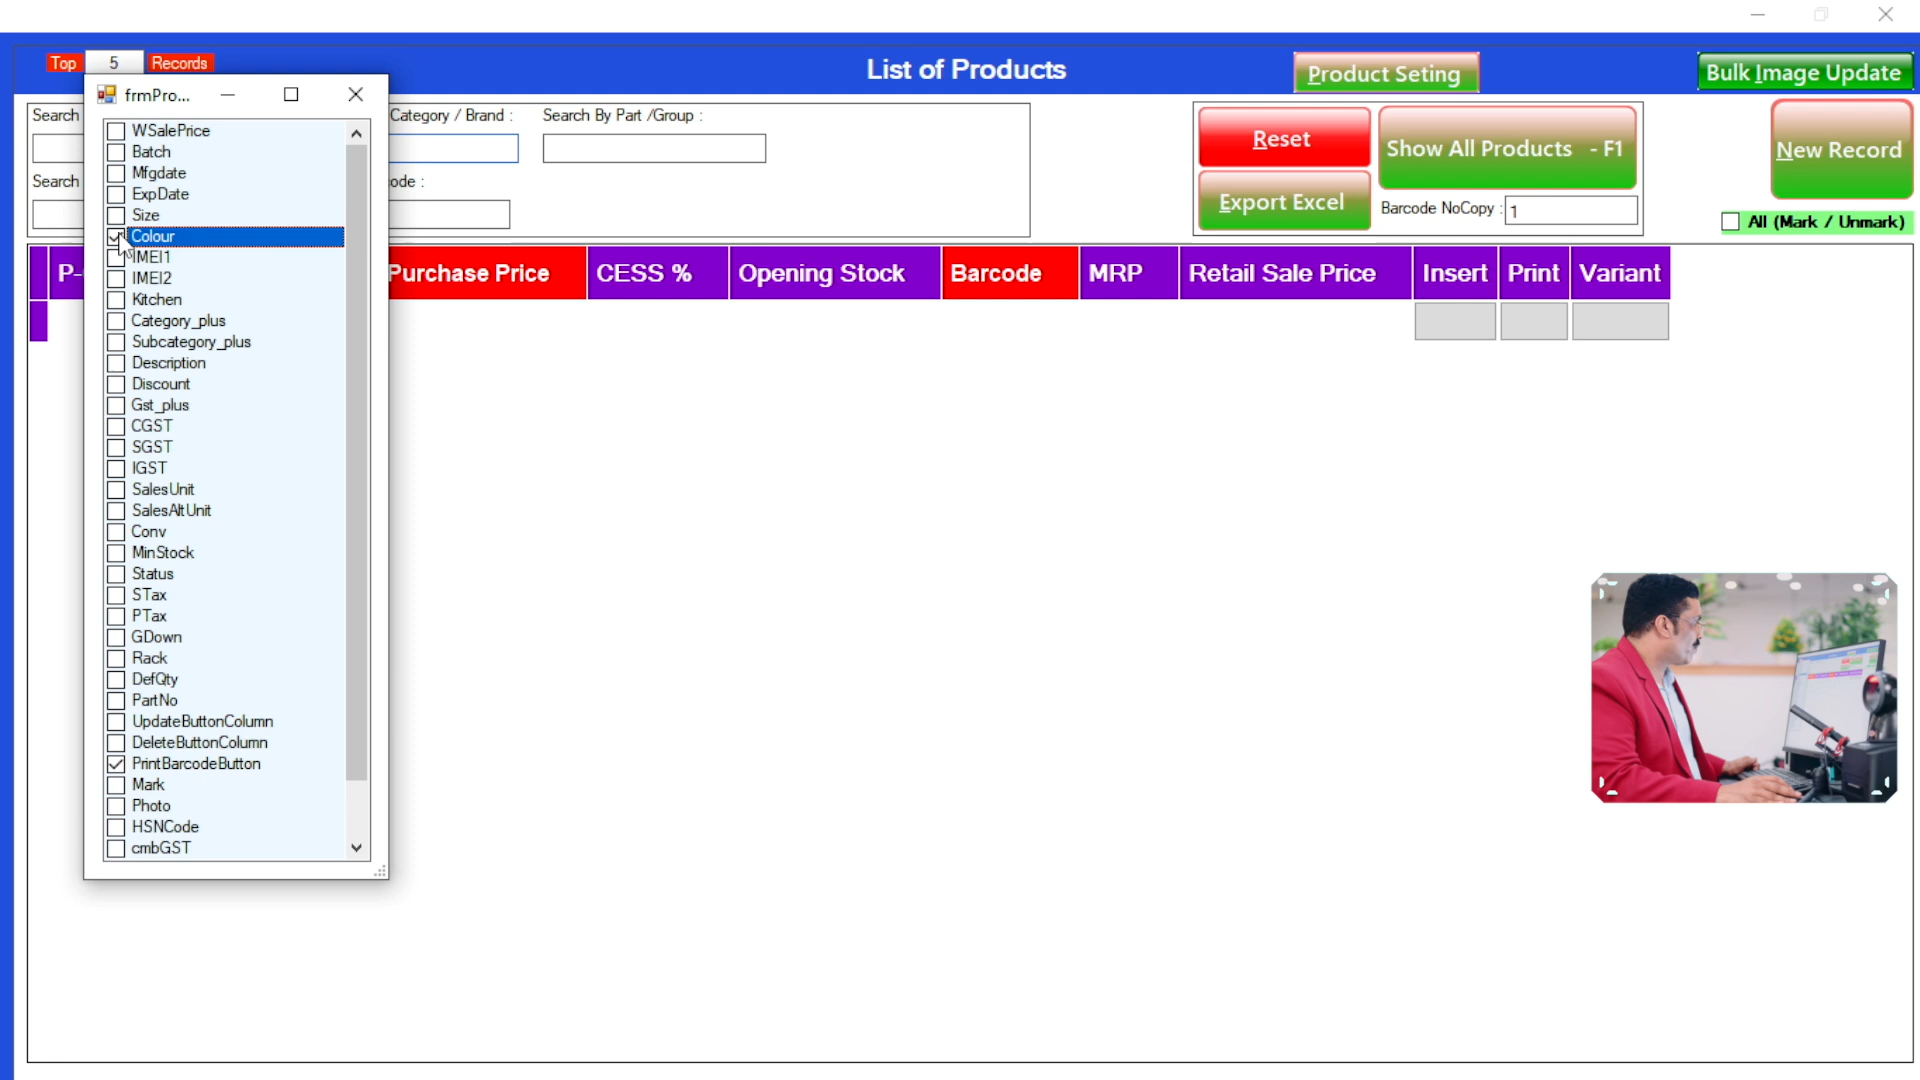 Top 5 Records
List of Products
Product Seting
Bulk Image Update
frmPro...
Search
Category / Brand :
Search By Part /Group :
Search
ode :
Reset
Show All Products - F1
Export Excel
Barcode NoCopy : 1
New Record
All (Mark / Unmark)
P-
Purchase Price
CESS %
Opening Stock
Barcode
MRP
Retail Sale Price
Insert
Print
Variant
WSalePrice
Batch
Mfgdate
ExpDate
Size
Colour
IMEI1
IMEI2
Kitchen
Category_plus
Subcategory_plus
Description
Discount
Gst_plus
CGST
SGST
IGST
SalesUnit
SalesAltUnit
Conv
MinStock
Status
STax
PTax
GDown
Rack
DefQty
PartNo
UpdateButtonColumn
DeleteButtonColumn
PrintBarcodeButton
Mark
Photo
HSNCode
cmbGST